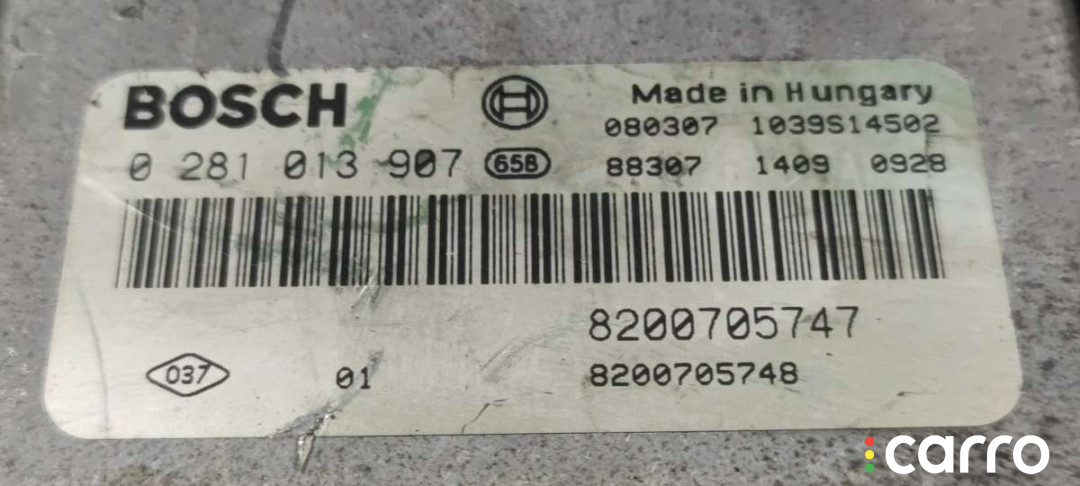 BOSCH
Made in Hungary
080307 1039S14502
0 281 013 907 658 88307 1409 0928
8200705747
037 01 8200705748
carro